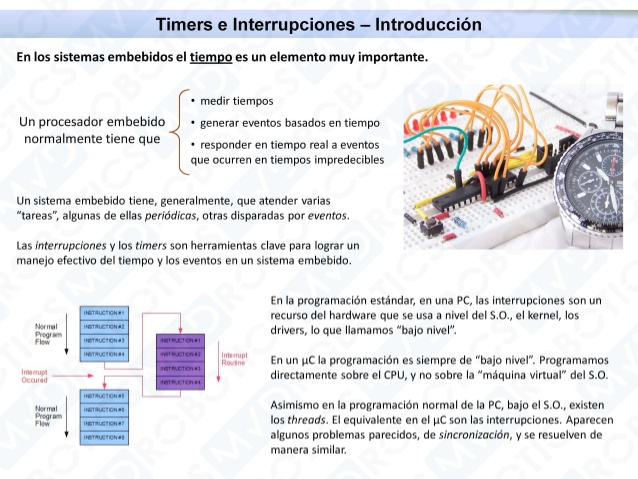 Timers e Interrupciones – Introducción
En los sistemas embebidos el tiempo es un elemento muy importante.
Un procesador embebido
normalmente tiene que
• medir tiempos
• generar eventos basados en tiempo
• responder en tiempo real a eventos
que ocurren en tiempos impredecibles
Un sistema embebido tiene, generalmente, que atender varias
“tareas”, algunas de ellas periódicas, otras disparadas por eventos.
Las interrupciones y los timers son herramientas clave para lograr un
manejo efectivo del tiempo y los eventos en un sistema embebido.
Normal
Program
Flow
INSTRUCTION #1
INSTRUCTION #2
INSTRUCTION #3
INSTRUCTION #4
Interrupt
Occured
INSTRUCTION #1
INSTRUCTION #2
INSTRUCTION #3
INSTRUCTION #4
Interrupt
Routine
Normal
Program
Flow
INSTRUCTION #5
INSTRUCTION #6
INSTRUCTION #7
INSTRUCTION #8
En la programación estándar, en una PC, las interrupciones son un
recurso del hardware que se usa a nivel del S.O., el kernel, los
drivers, lo que llamamos “bajo nivel”.
En un µC la programación es siempre de “bajo nivel”. Programamos
directamente sobre el CPU, y no sobre la “máquina virtual” del S.O.
Asimismo en la programación normal de la PC, bajo el S.O., existen
los threads. El equivalente en el µC son las interrupciones. Aparecen
algunos problemas parecidos, de sincronización, y se resuelven de
manera similar.